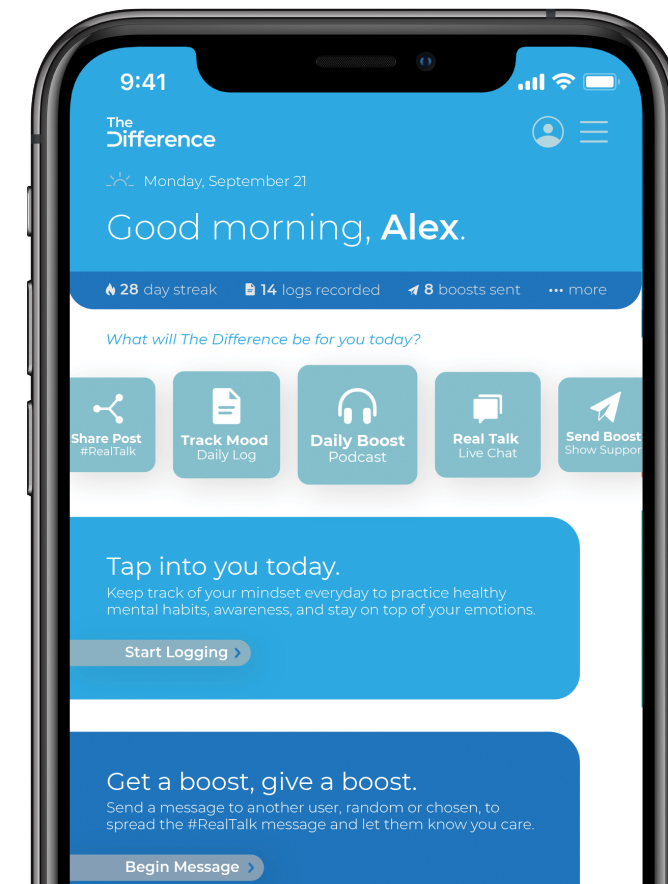 9:41
The
Difference
Monday, September 21
Good morning, Alex.
28 day streak 14 logs recorded 8 boosts sent ••• more
What will The Difference be for you today?
Share Post
#RealTalk
Track Mood
Daily Log
Daily Boost
Podcast
Real Talk
Live Chat
Send Boost
Show Suppor
Tap into you today.
Keep track of your mindset everyday to practice healthy
mental habits, awareness, and stay on top of your emotions.
Start Logging >
Get a boost, give a boost.
Send a message to another user, random or chosen, to
spread the #RealTalk message and let them know you care.
Begin Message >